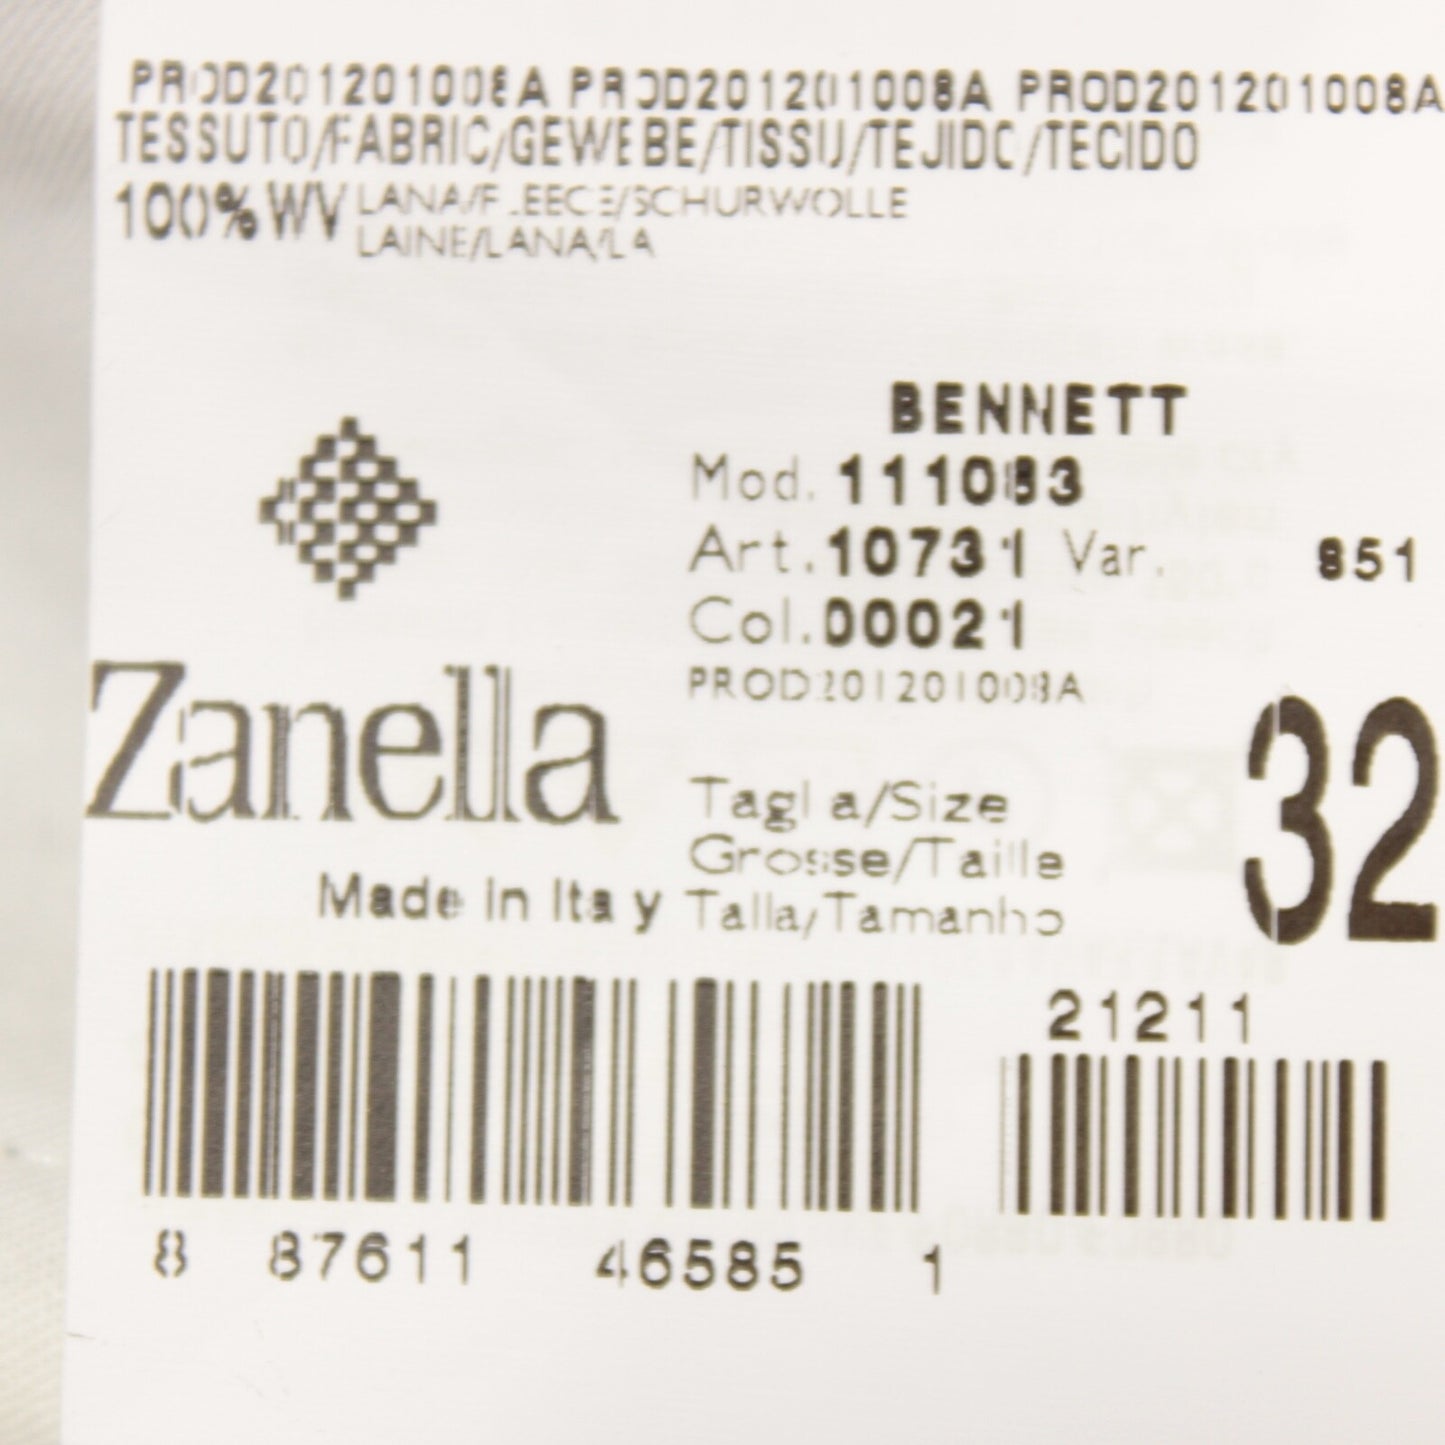 PROD201201008A PROD201201008A PROD201201008A
TESSUTO/FABRIC/GEWEBE/TISSU/TEJIDO/TECIDO
100% WV LANA/FLEECE/SCHURWOLLE
LAINE/LANA/LA
BENNETT
Mod. 111083
Art. 10731 Var. 851
Col. 00021
PROD201201008A
Zanella
Made in Italy
Taglia/Size
Grosse/Taille
Talla/Tamanho
32
21211
8 87611 46585 1